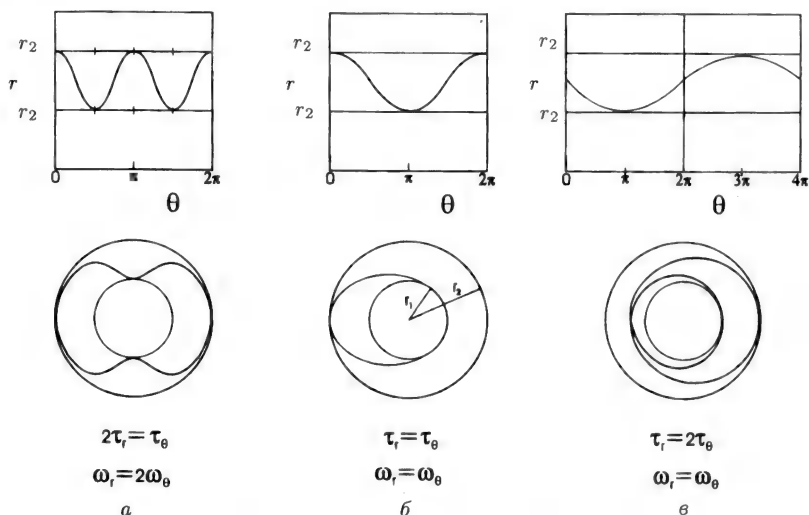 r₂
r
r₂
0
π
2π
θ
r₂
r
r₂
0
π
2π
θ
r₂
r
r₂
0
π
2π
3π
4π
θ
r₁
r₂
2τᵣ = τθ
ωᵣ = 2ωθ
а
τᵣ = τθ
ωᵣ = ωθ
б
τᵣ = 2τθ
ωᵣ = ωθ
в